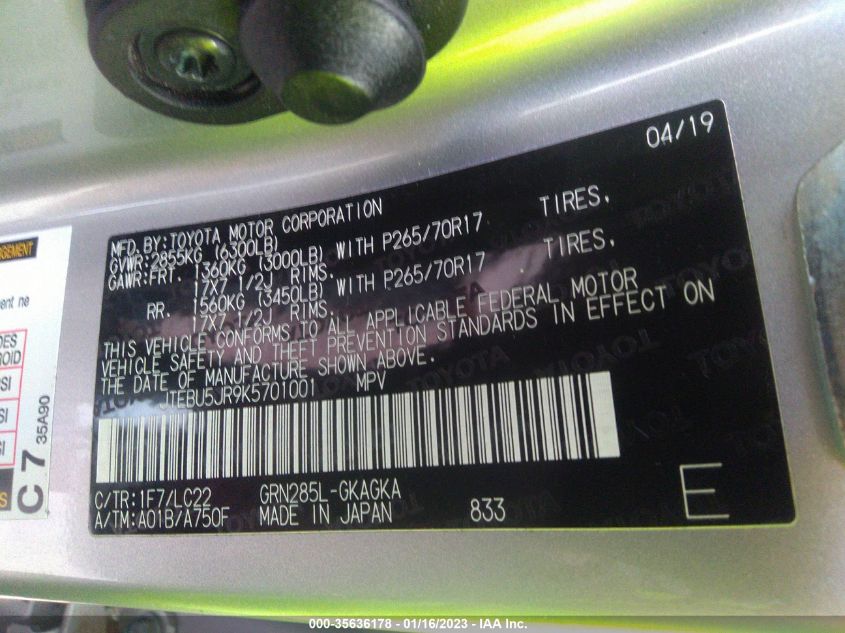 04/19
MFD. BY: TOYOTA MOTOR CORPORATION
GVWR: 2855KG (6300LB)
GAWR: FRT. 1360KG (3000LB) WITH P265/70R17 TIRES,
17X7 1/2J RIMS.
RR. 1560KG (3450LB) WITH P265/70R17 TIRES,
17X7 1/2J RIMS.
THIS VEHICLE CONFORMS TO ALL APPLICABLE FEDERAL MOTOR
VEHICLE SAFETY AND THEFT PREVENTION STANDARDS IN EFFECT ON
THE DATE OF MANUFACTURE SHOWN ABOVE.
JTEBU5JR9K5701001 MPV
C/TR: 1F7/LC22 GRN285L-GKAGKA
A/TM: A01B/A750F MADE IN JAPAN 833
E
C 7 35A90
000-35636178 - 01/16/2023 - IAA Inc.